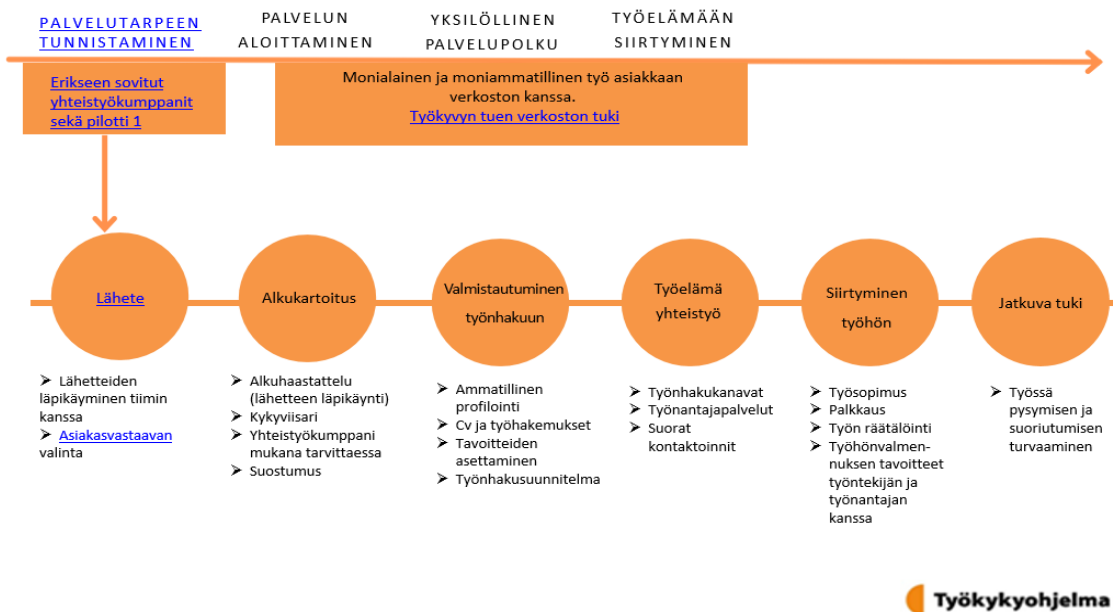 PALVELUTARPEEN
TUNNISTAMINEN
PALVELUN
ALOITTAMINEN
YKSILÖLLINEN
PALVELUPOLKU
TYÖELÄMÄÄN
SIIRTYMINEN
Erikseen sovitut
yhteistyökumppanit
sekä pilotti 1
Monialainen ja moniammatillinen työ asiakkaan
verkoston kanssa.
Työkyvyn tuen verkoston tuki
Lähete
Alkukartoitus
Valmistautuminen
työnhakuun
Työelämä
yhteistyö
Siirtyminen
työhön
Jatkuva tuki
➤ Lähetteiden
läpikäyminen tiimin
kanssa
➤ Asiakasvastaavan
valinta
➤ Alkuhaastattelu
(lähetteen läpikäynti)
➤ Kykyviisari
➤ Yhteistyökumppani
mukana tarvittaessa
➤ Suostumus
➤ Ammatillinen
profilointi
➤ Cv ja työhakemukset
➤ Tavoitteiden
asettaminen
➤ Työnhakusuunnitelma
➤ Työnhakukanavat
➤ Työnantajapalvelut
➤ Suorat
kontaktoinnit
➤ Työsopimus
➤ Palkkaus
➤ Työn räätälöinti
➤ Työhönvalmen-
nuksen tavoitteet
työntekijän ja
työnantajan
kanssa
➤ Työssä
pysymisen ja
suoriutumisen
turvaaminen
Työkykyohjelma